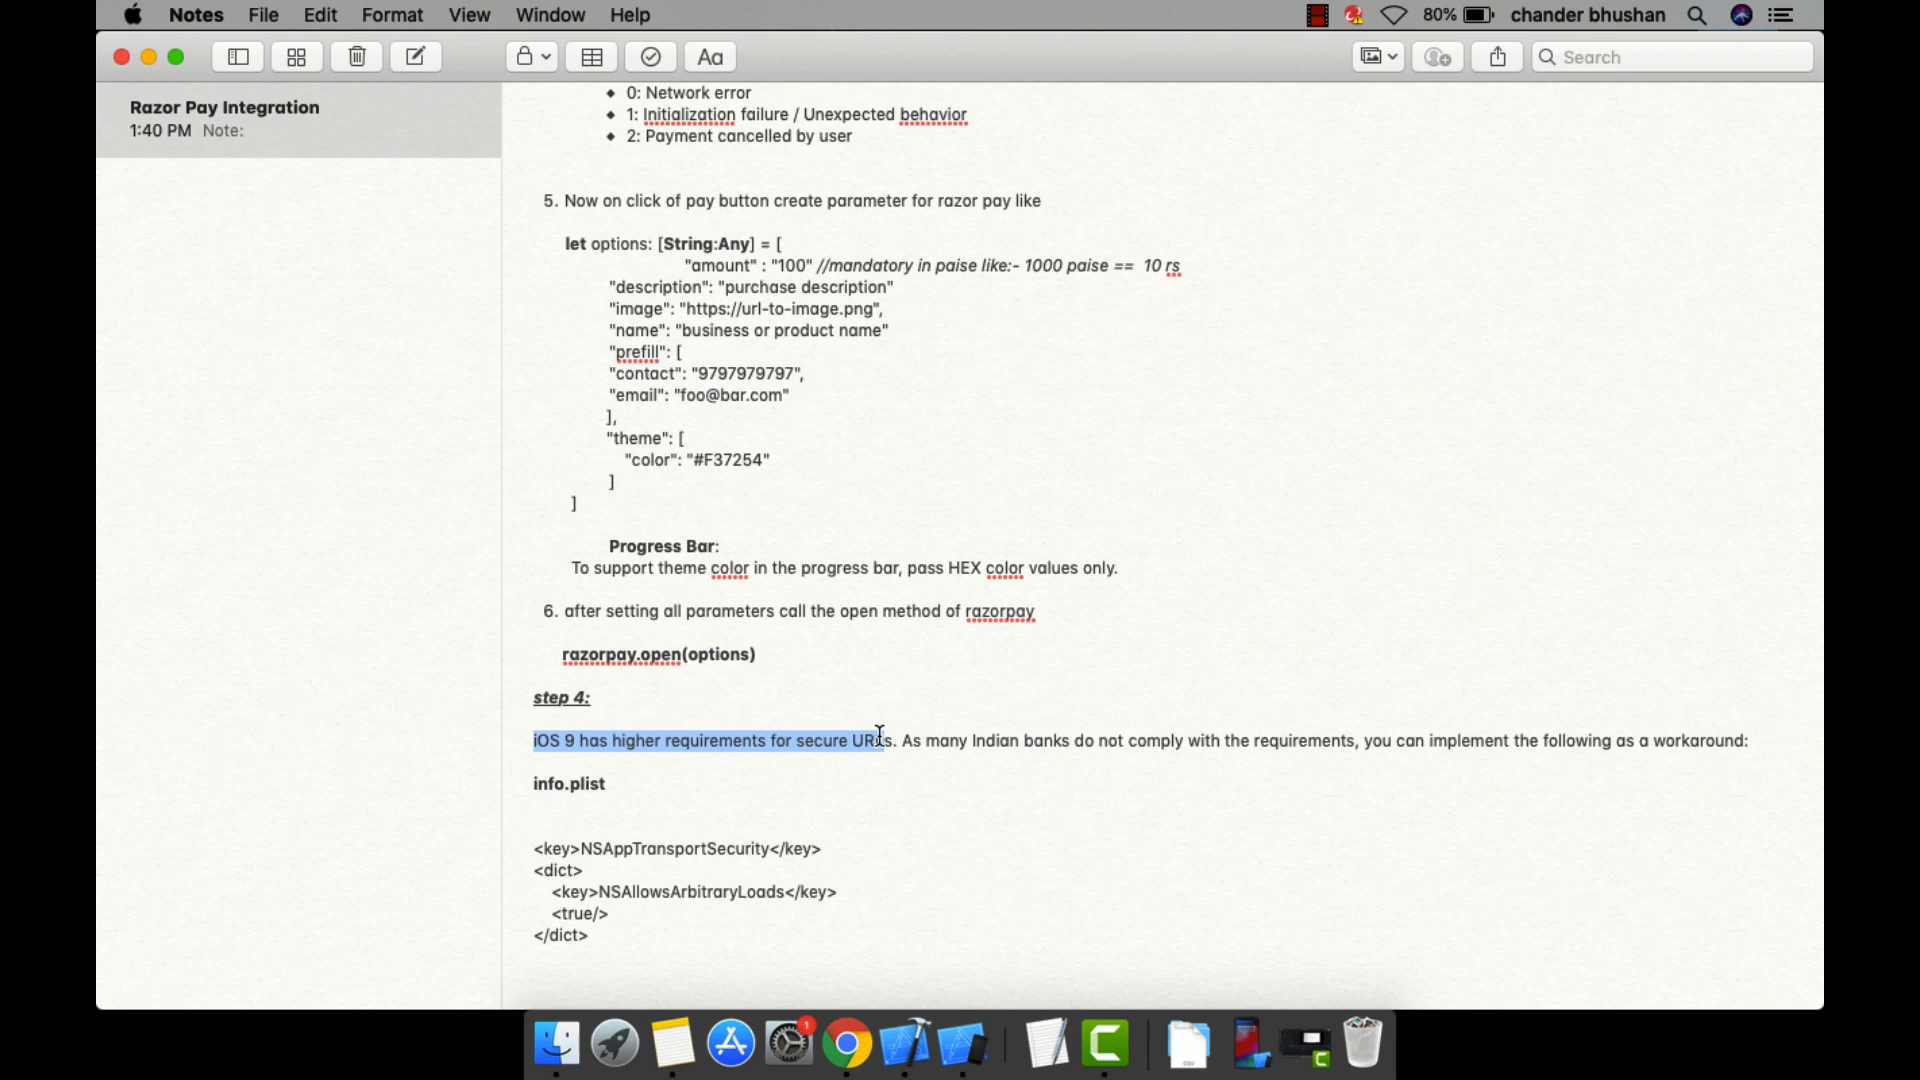 Notes File Edit Format View Window Help 80% chander bhushan
Aa Search
Razor Pay Integration
1:40 PM Note:
◆ 0: Network error
◆ 1: Initialization failure / Unexpected behavior
◆ 2: Payment cancelled by user
5. Now on click of pay button create parameter for razor pay like
let options: [String:Any] = [
"amount" : "100" //mandatory in paise like:- 1000 paise == 10 rs
"description": "purchase description"
"image": "https://url-to-image.png",
"name": "business or product name"
"prefill": [
"contact": "9797979797",
"email": "foo@bar.com"
],
"theme": [
"color": "#F37254"
]
]
Progress Bar:
To support theme color in the progress bar, pass HEX color values only.
6. after setting all parameters call the open method of razorpay
razorpay.open(options)
step 4:
iOS 9 has higher requirements for secure URLs. As many Indian banks do not comply with the requirements, you can implement the following as a workaround:
info.plist
<key>NSAppTransportSecurity</key>
<dict>
<key>NSAllowsArbitraryLoads</key>
<true/>
</dict>
1